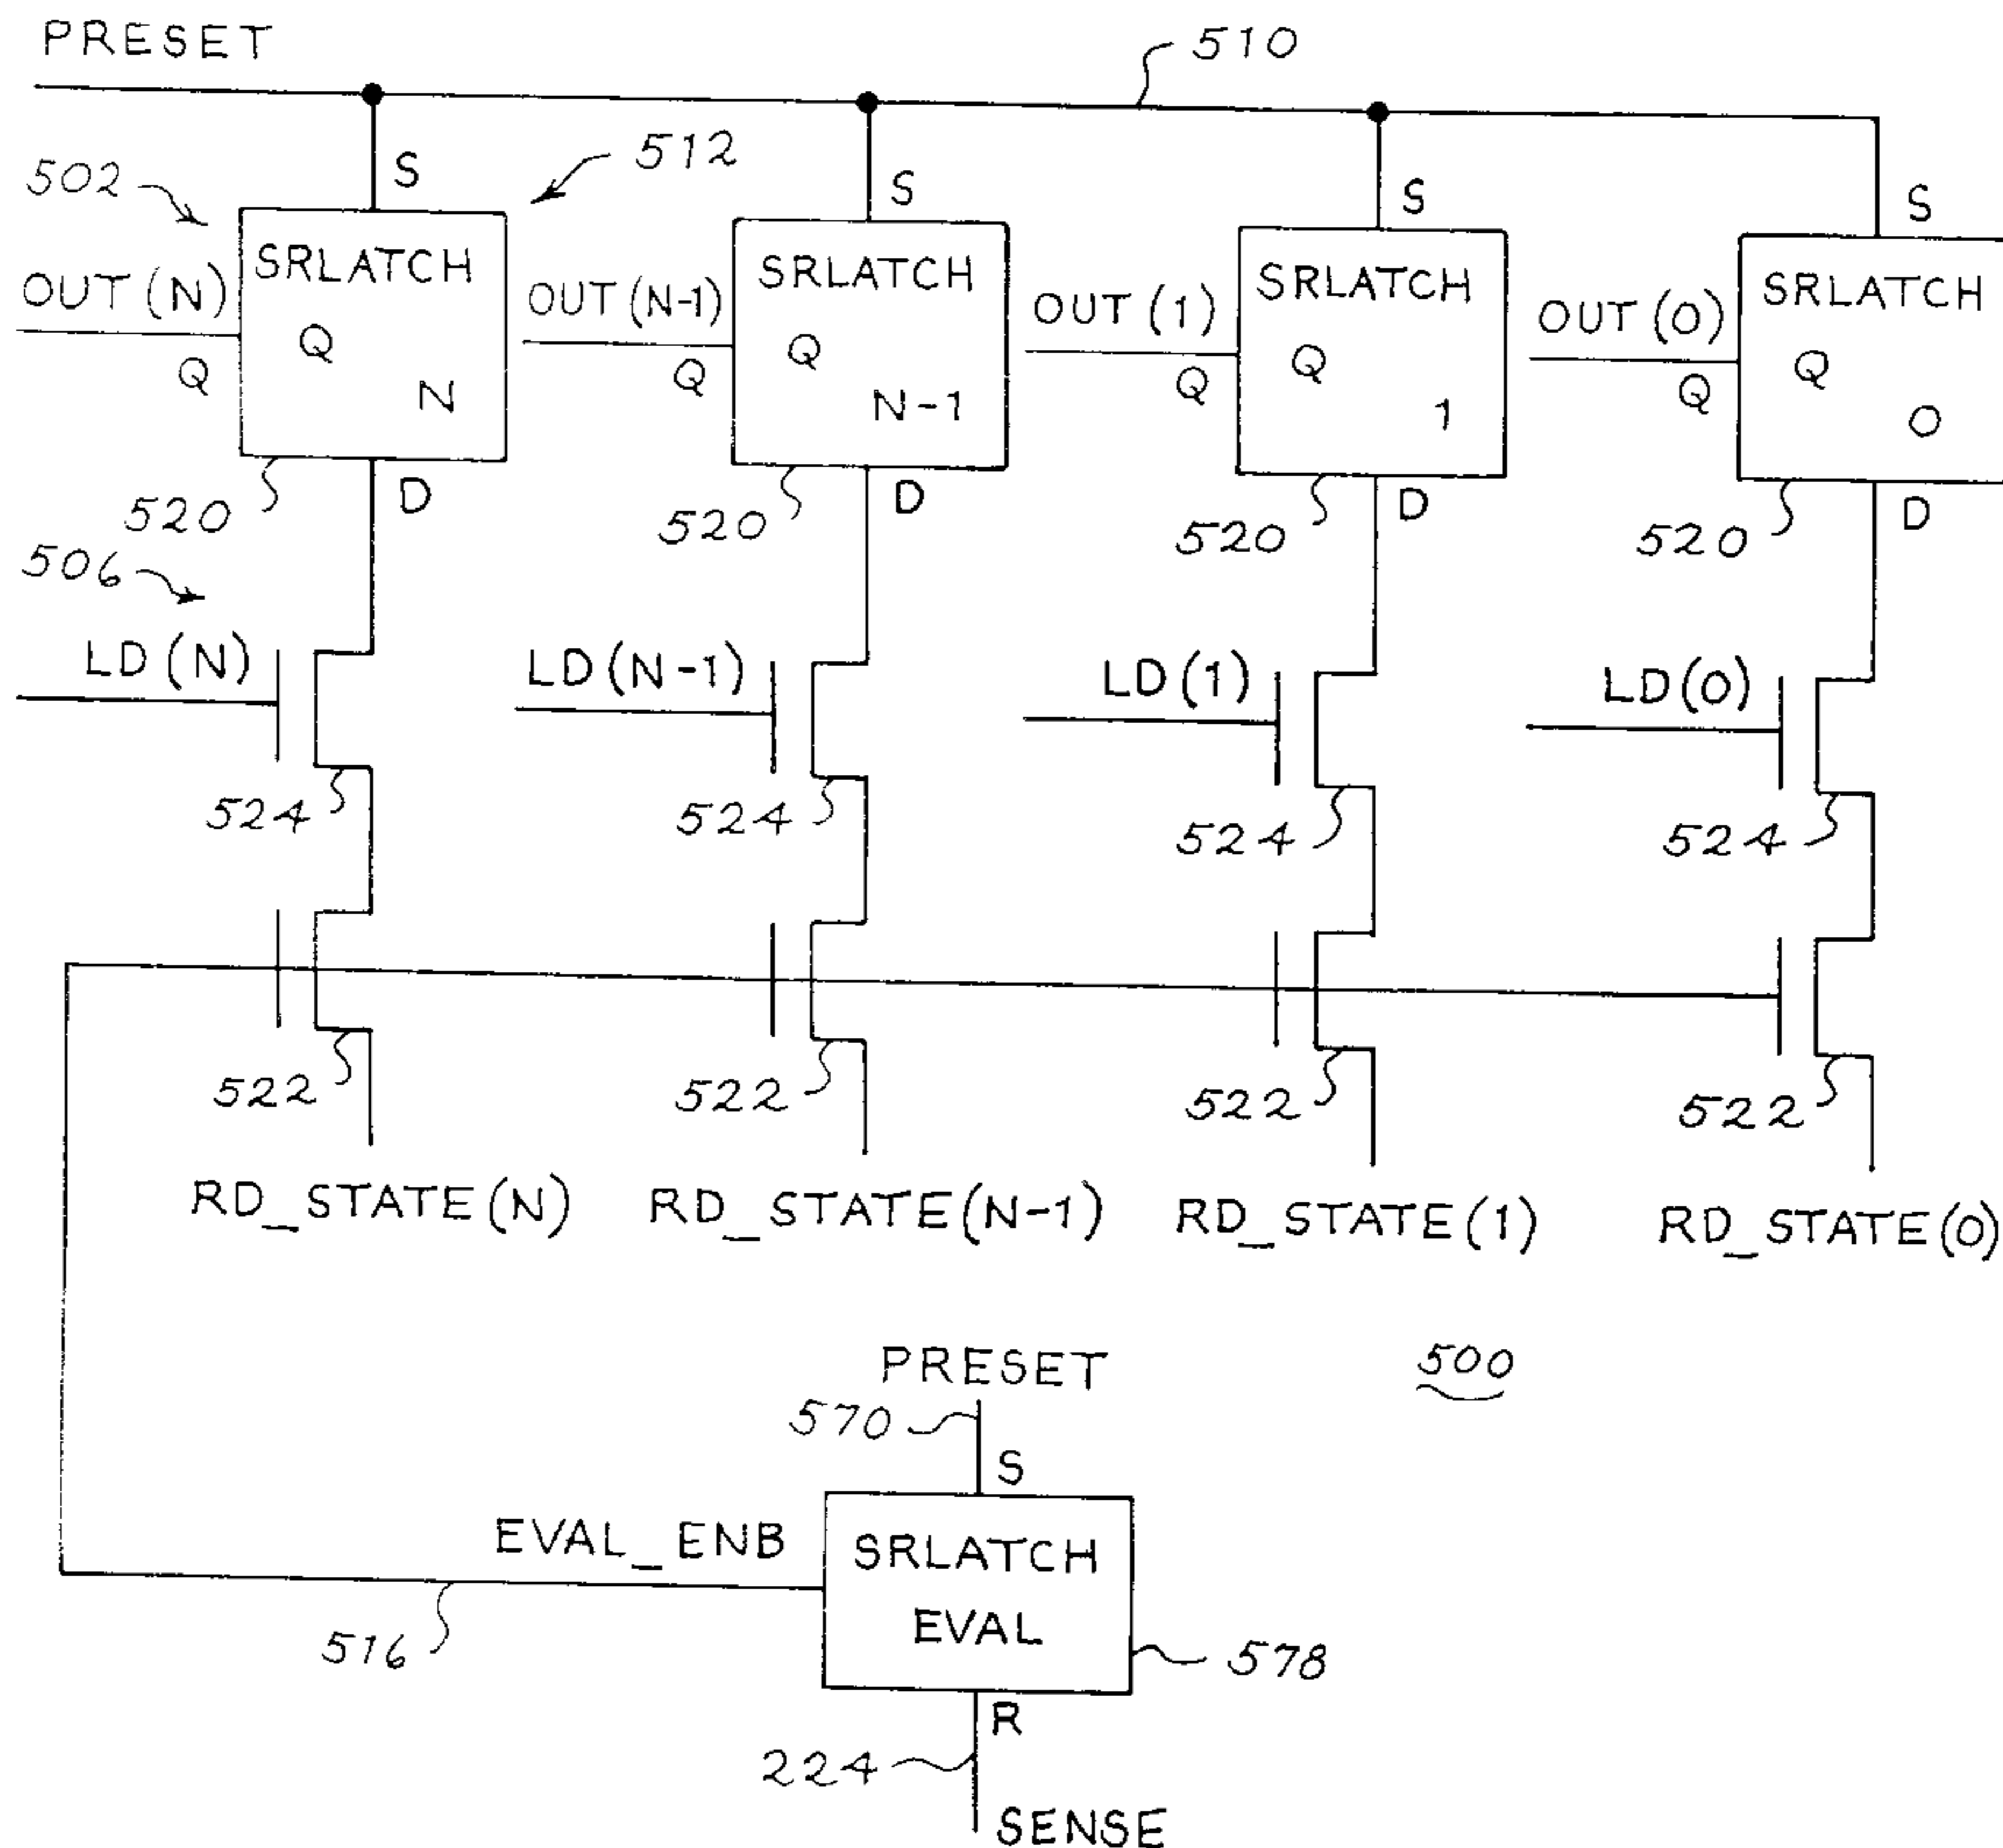 PRESET
510
502
512
S S S S
SRLATCH SRLATCH SRLATCH SRLATCH
OUT(N) OUT(N-1) OUT(1) OUT(0)
Q Q Q Q
Q Q Q Q
N N-1 1 0
D D D D
520 520 520 520
506
LD(N) LD(N-1) LD(1) LD(0)
524 524 524 524
522 522 522 522
RD_STATE(N) RD_STATE(N-1) RD_STATE(1) RD_STATE(0)
PRESET
500
570
S
EVAL_ENB
SRLATCH
EVAL
516
578
R
224
SENSE